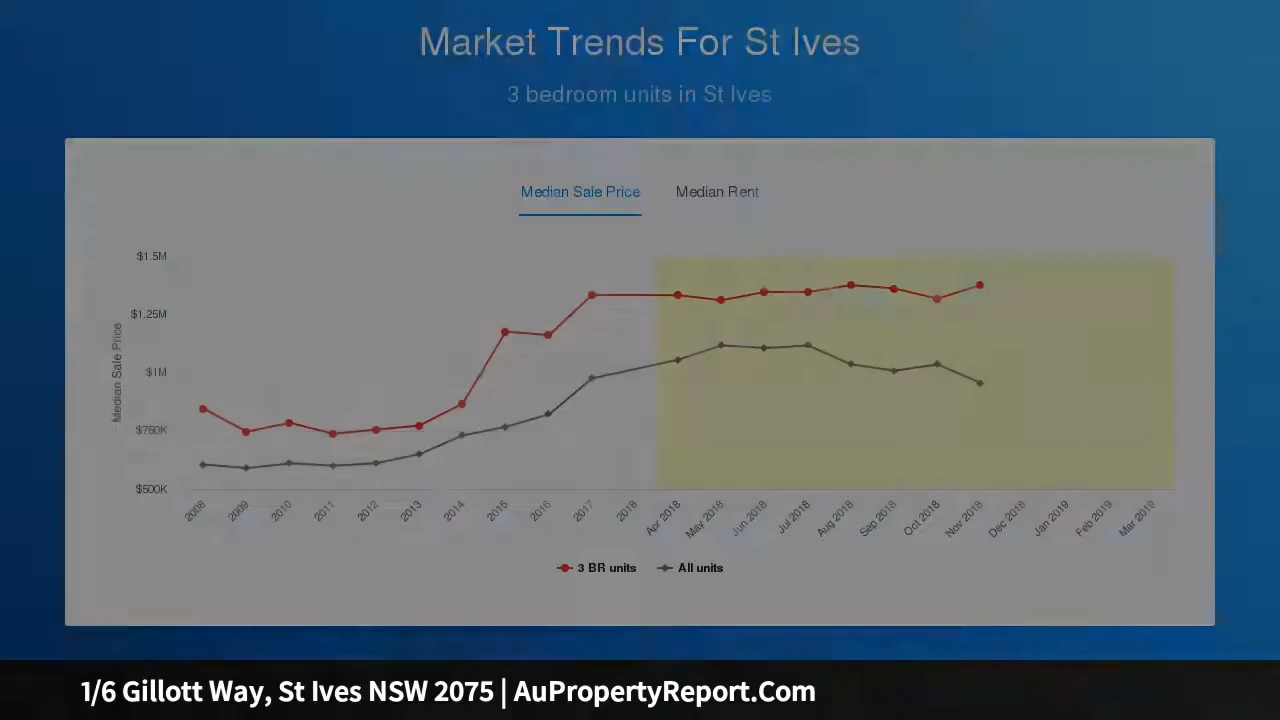 Market Trends For St Ives
3 bedroom units in St Ives
Median Sale Price Median Rent
Median Sale Price
$1.5M
$1.25M
$1M
$750K
$500K
2008 2009 2010 2011 2012 2013 2014 2015 2016 2017 2018 Apr 2018 May 2018 Jun 2018 Jul 2018 Aug 2018 Sep 2018 Oct 2018 Nov 2018 Dec 2018 Jan 2019 Feb 2019 Mar 2019
3 BR units All units
1/6 Gillott Way, St Ives NSW 2075 | AuPropertyReport.Com